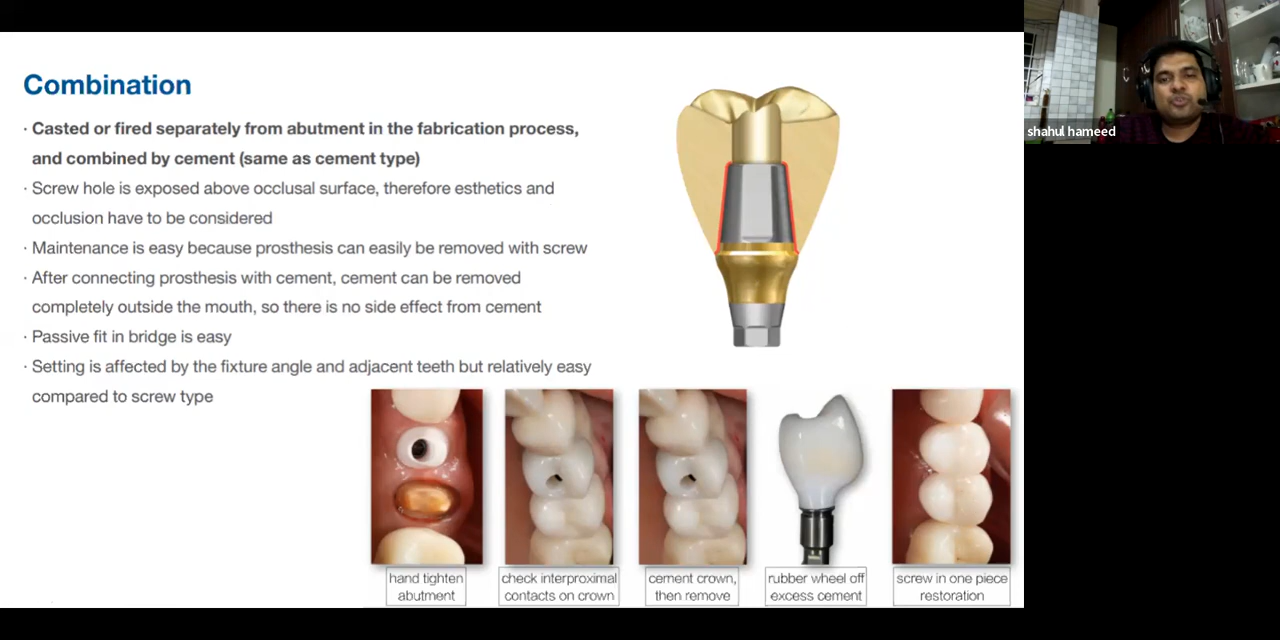 Combination
· Casted or fired separately from abutment in the fabrication process,
and combined by cement (same as cement type)
· Screw hole is exposed above occlusal surface, therefore esthetics and
occlusion have to be considered
· Maintenance is easy because prosthesis can easily be removed with screw
· After connecting prosthesis with cement, cement can be removed
completely outside the mouth, so there is no side effect from cement
· Passive fit in bridge is easy
· Setting is affected by the fixture angle and adjacent teeth but relatively easy
compared to screw type
hand tighten
abutment
check interproximal
contacts on crown
cement crown,
then remove
rubber wheel off
excess cement
screw in one piece
restoration
shahul hameed